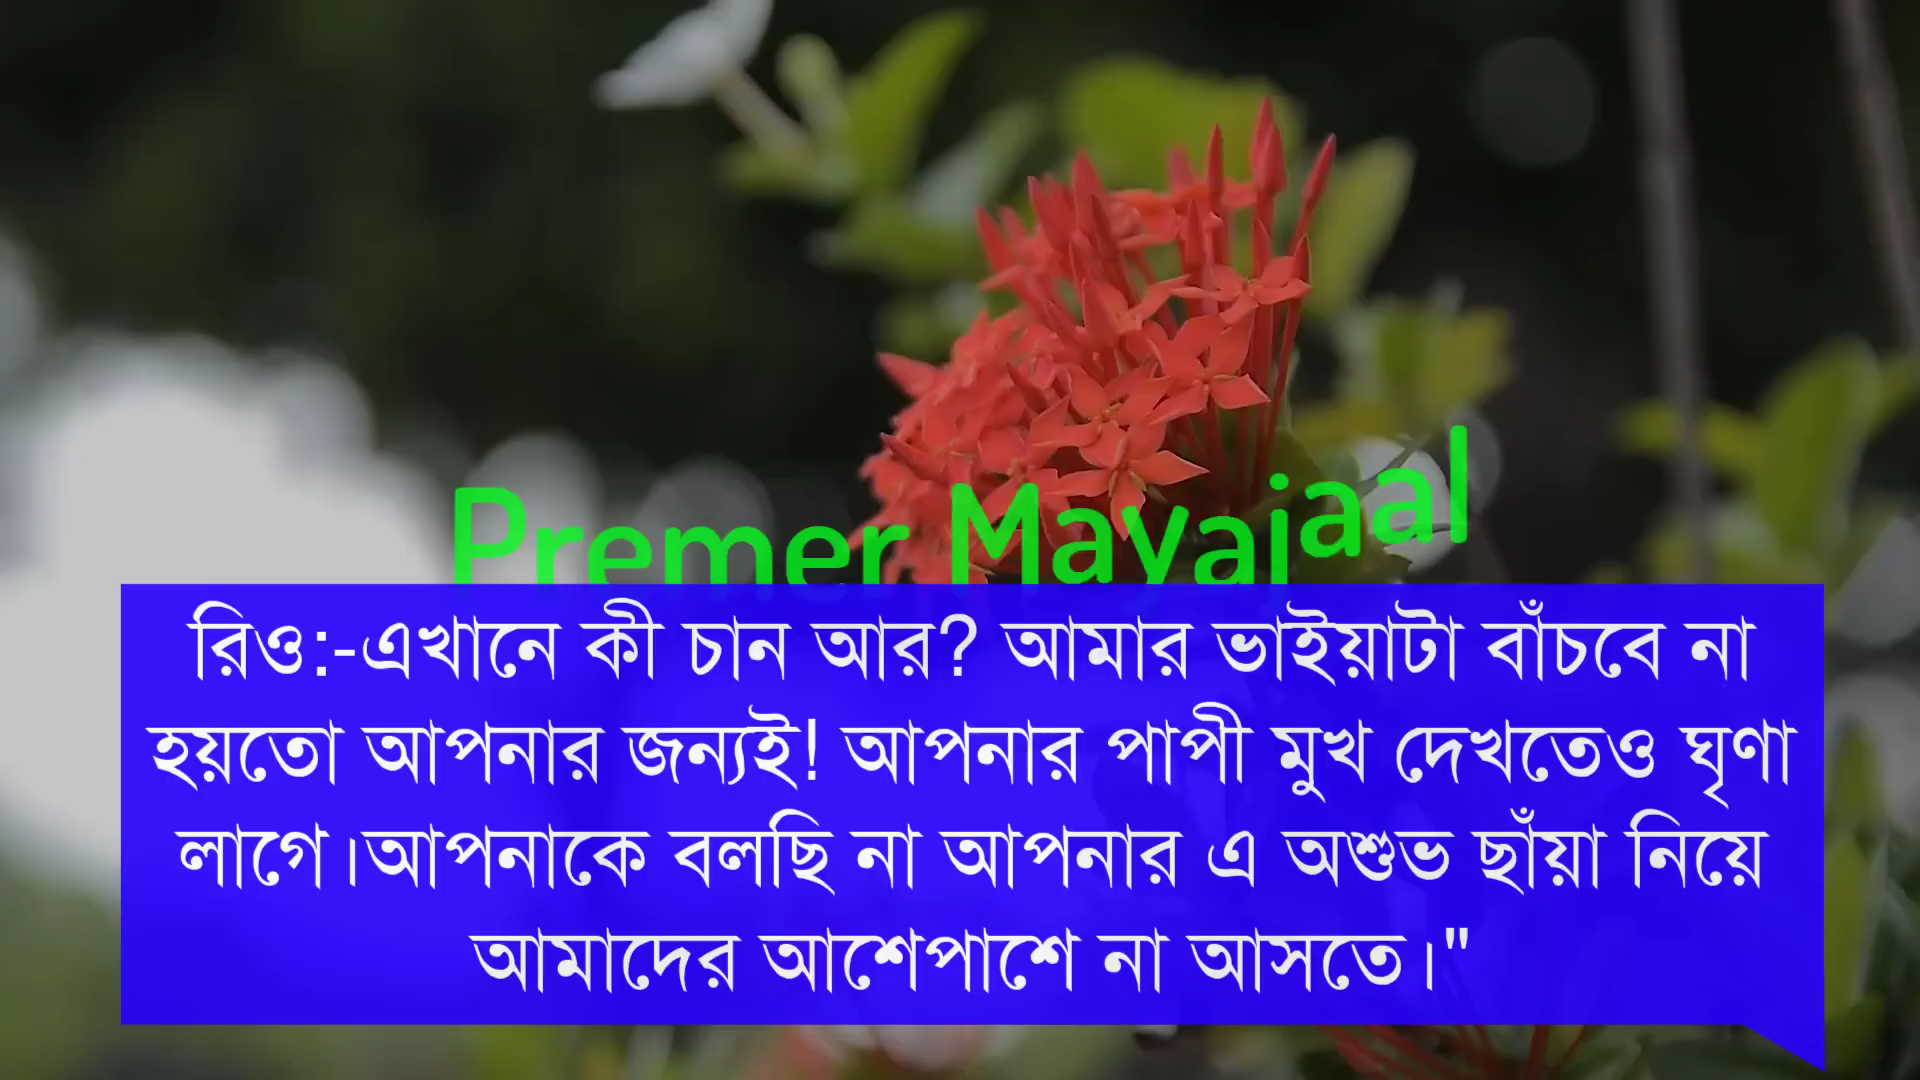 Premer Mayajaal
রিও:-এখানে কী চান আর? আমার ভাইয়াটা বাঁচবে না
হয়তো আপনার জন্যই! আপনার পাপী মুখ দেখতেও ঘৃণা
লাগে।আপনাকে বলছি না আপনার এ অশুভ ছাঁয়া নিয়ে
আমাদের আশেপাশে না আসতে।"